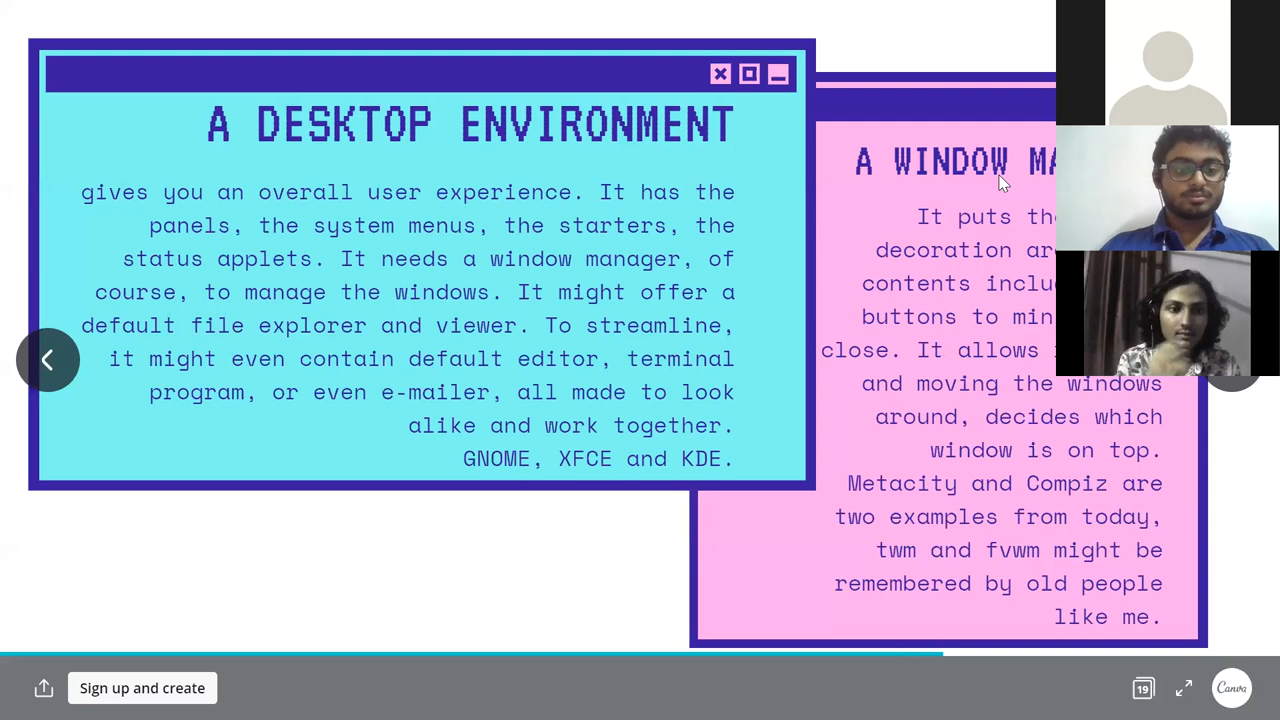 A DESKTOP ENVIRONMENT
gives you an overall user experience. It has the
panels, the system menus, the starters, the
status applets. It needs a window manager, of
course, to manage the windows. It might offer a
default file explorer and viewer. To streamline,
it might even contain default editor, terminal
program, or even e-mailer, all made to look
alike and work together.
GNOME, XFCE and KDE.
A WINDOW
It puts
decoration
contents
buttons to
close. It allows
and moving the windows
around, decides which
window is on top.
Metacity and Compiz are
two examples from today,
twm and fvwm might be
remembered by old people
like me.
Sign up and create
19
Canva